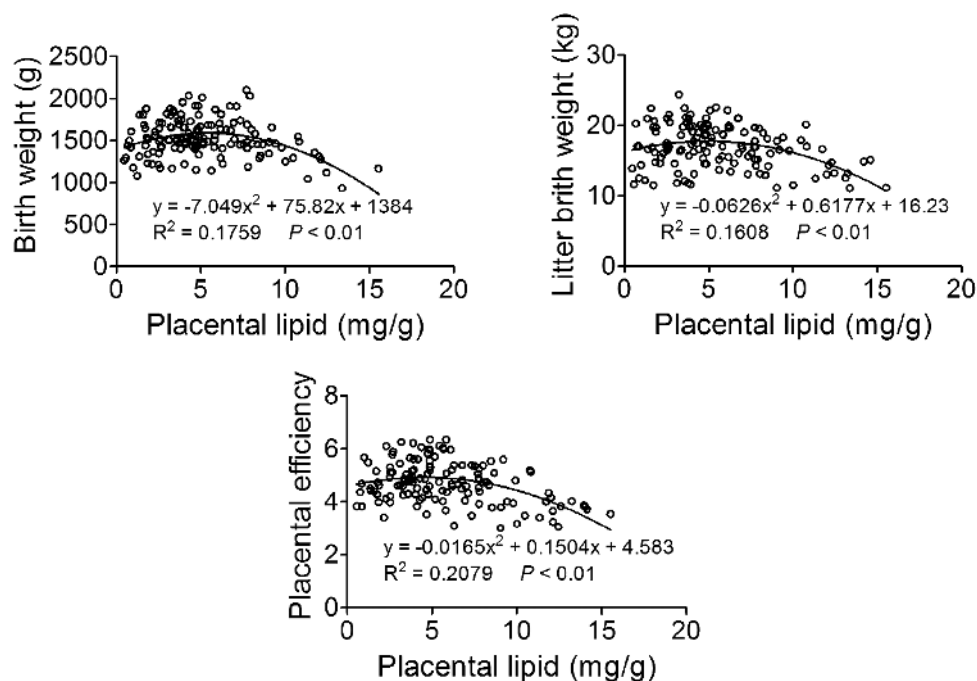 Birth weight (g)
2500
2000
1500
1000
500
0
y = -7.049x² + 75.82x + 1384
R² = 0.1759 P < 0.01
0 5 10 15 20
Placental lipid (mg/g)
Litter brith weight (kg)
30
20
10
0
y = -0.0626x² + 0.6177x + 16.23
R² = 0.1608 P < 0.01
0 5 10 15 20
Placental lipid (mg/g)
Placental efficiency
8
6
4
2
0
y = -0.0165x² + 0.1504x + 4.583
R² = 0.2079 P < 0.01
0 5 10 15 20
Placental lipid (mg/g)